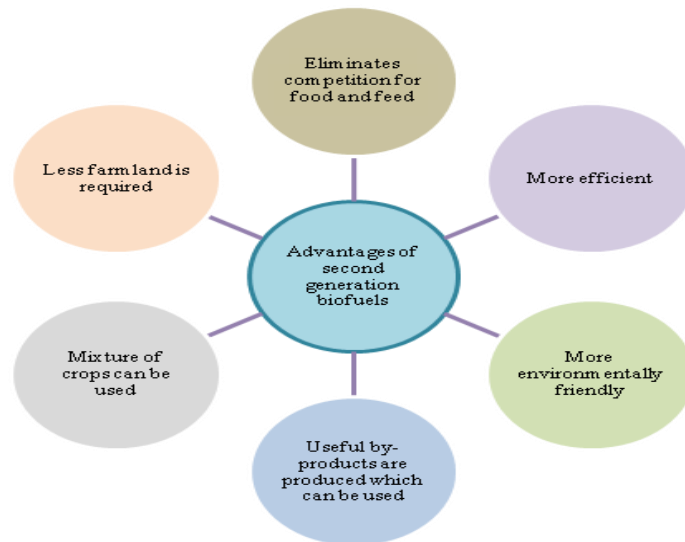 Eliminates
competition for
food and feed
Less farm land is
required
More efficient
Advantages of
second
generation
biofuels
Mixture of
crops can be
used
More
environmentally
friendly
Useful by-
products are
produced which
can be used